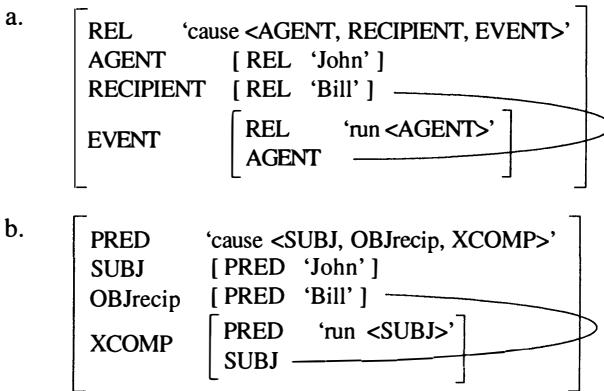 a.
REL 'cause <AGENT, RECIPIENT, EVENT>'
AGENT [ REL 'John' ]
RECIPIENT [ REL 'Bill' ]
EVENT [ REL 'run <AGENT>'
AGENT ]
b.
PRED 'cause <SUBJ, OBJrecip, XCOMP>'
SUBJ [ PRED 'John' ]
OBJrecip [ PRED 'Bill' ]
XCOMP [ PRED 'run <SUBJ>'
SUBJ ]